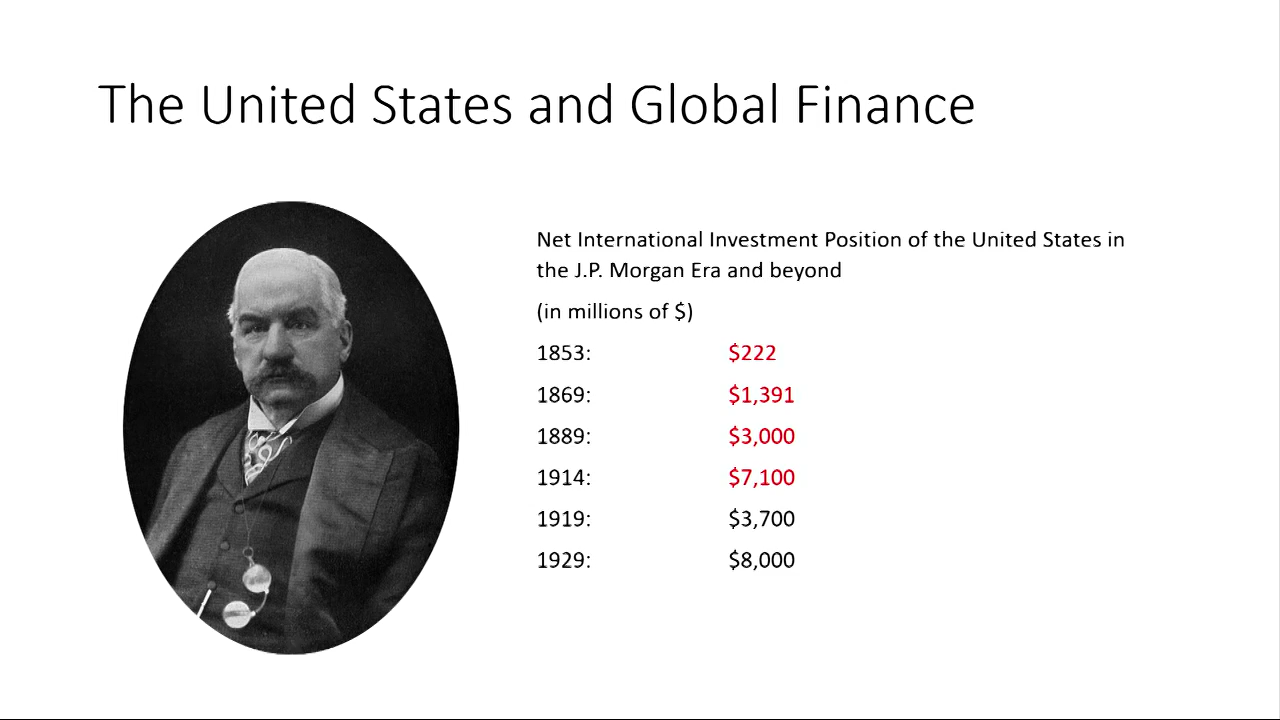 The United States and Global Finance
Net International Investment Position of the United States in
the J.P. Morgan Era and beyond
(in millions of $)
1853: $222
1869: $1,391
1889: $3,000
1914: $7,100
1919: $3,700
1929: $8,000